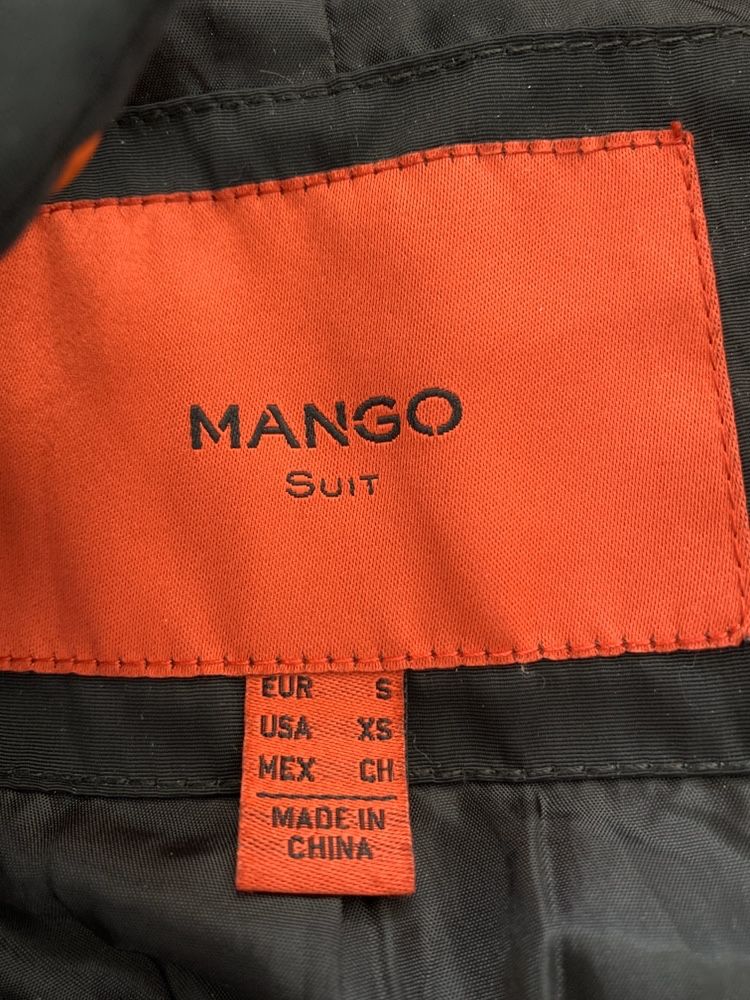 MANGO
SUIT
EUR S
USA XS
MEX CH
MADE IN
CHINA